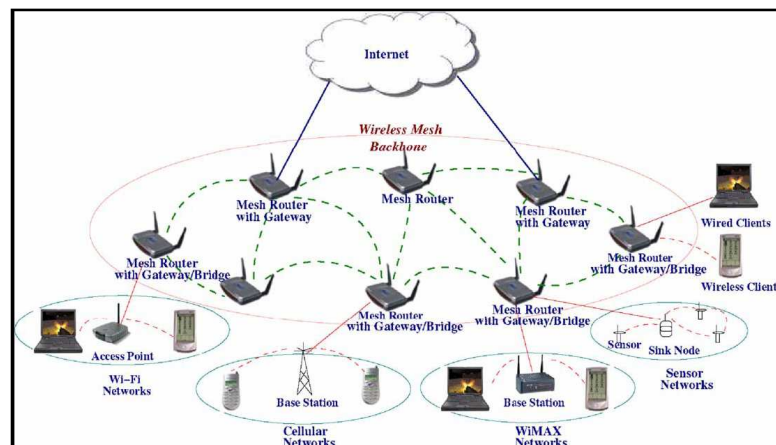 Internet
Wireless Mesh
Backbone
Mesh Router
with Gateway
Mesh Router
Mesh Router
with Gateway
Wired Clients
Mesh Router
with Gateway/Bridge
Mesh Router
with Gateway/Bridge
Wireless Client
Mesh Router
with Gateway/Bridge
Mesh Router
with Gateway/Bridge
Access Point
Wi-Fi
Networks
Sensor
Sink Node
Sensor
Networks
Base Station
Cellular
Networks
Base Station
WiMAX
Networks